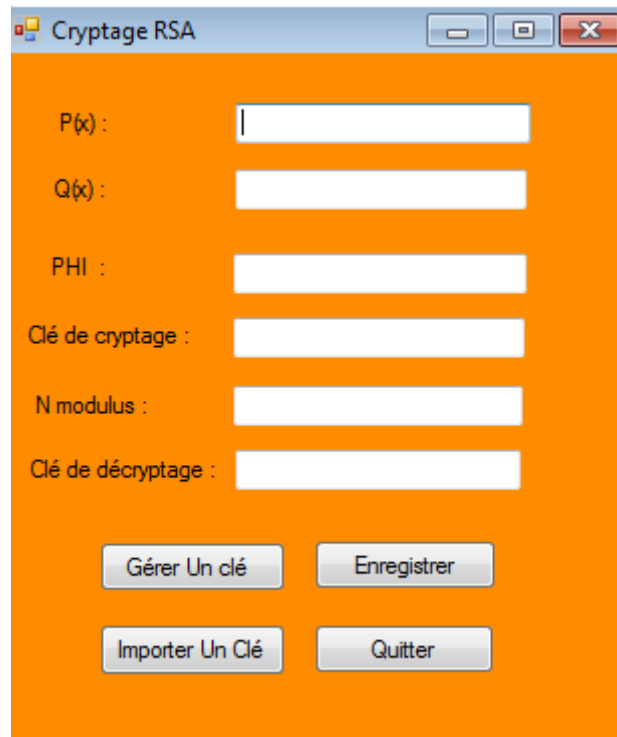 Cryptage RSA
P(x) :
Q(x) :
PHI :
Clé de cryptage :
N modulus :
Clé de décryptage :
Gérer Un clé
Enregistrer
Importer Un Clé
Quitter